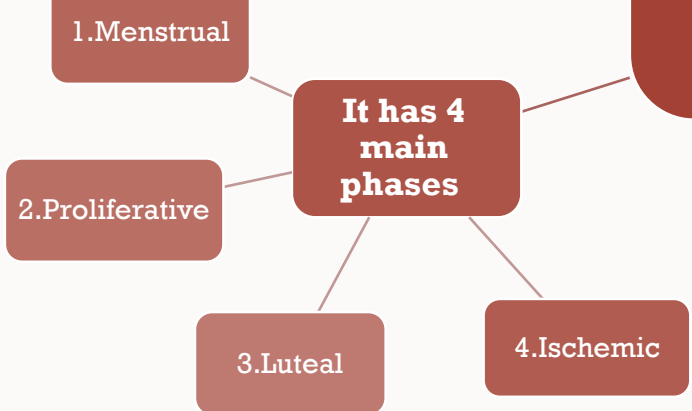 1.Menstrual
It has 4
main
phases
2.Proliferative
3.Luteal
4.Ischemic